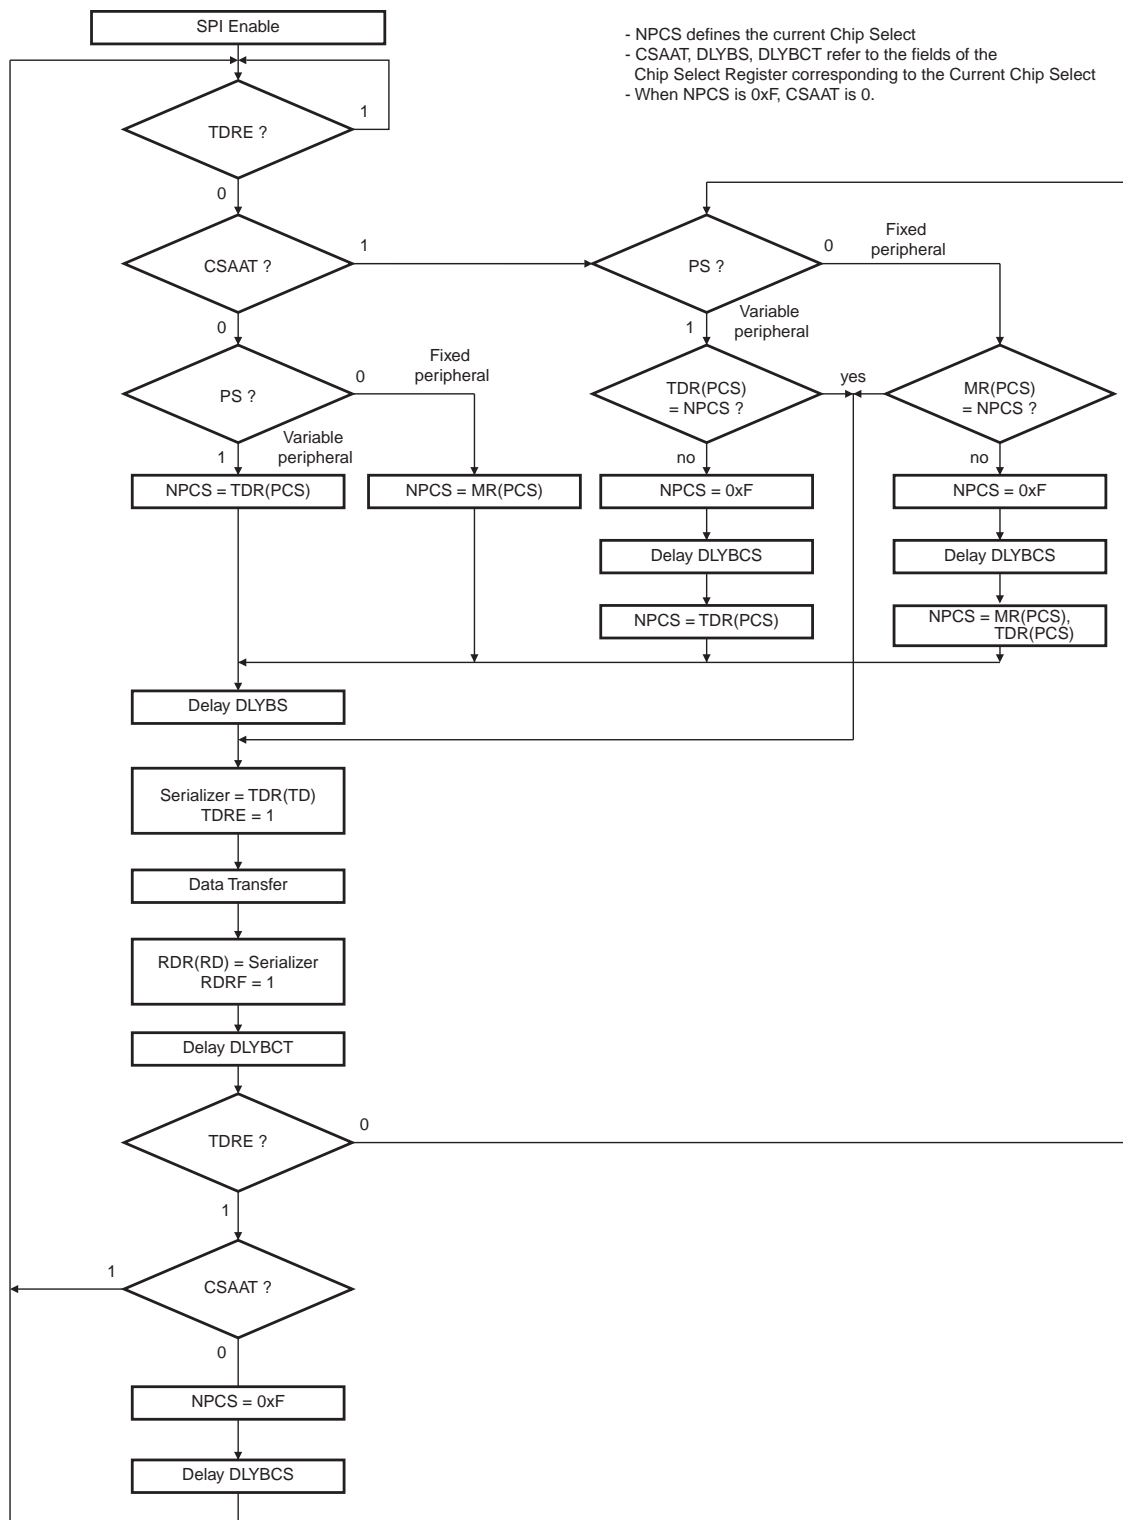 SPI Enable
- NPCS defines the current Chip Select
- CSAAT, DLYBS, DLYBCT refer to the fields of the
Chip Select Register corresponding to the Current Chip Select
- When NPCS is 0xF, CSAAT is 0.
TDRE ?
1
0
CSAAT ?
1
0
PS ?
0
Fixed
peripheral
1
Variable
peripheral
PS ?
0
Fixed
peripheral
1
Variable
peripheral
TDR(PCS)
= NPCS ?
yes
MR(PCS)
= NPCS ?
no
no
NPCS = TDR(PCS)
NPCS = MR(PCS)
NPCS = 0xF
NPCS = 0xF
Delay DLYBCS
Delay DLYBCS
NPCS = TDR(PCS)
NPCS = MR(PCS),
TDR(PCS)
Delay DLYBS
Serializer = TDR(TD)
TDRE = 1
Data Transfer
RDR(RD) = Serializer
RDRF = 1
Delay DLYBCT
TDRE ?
0
1
CSAAT ?
1
0
NPCS = 0xF
Delay DLYBCS